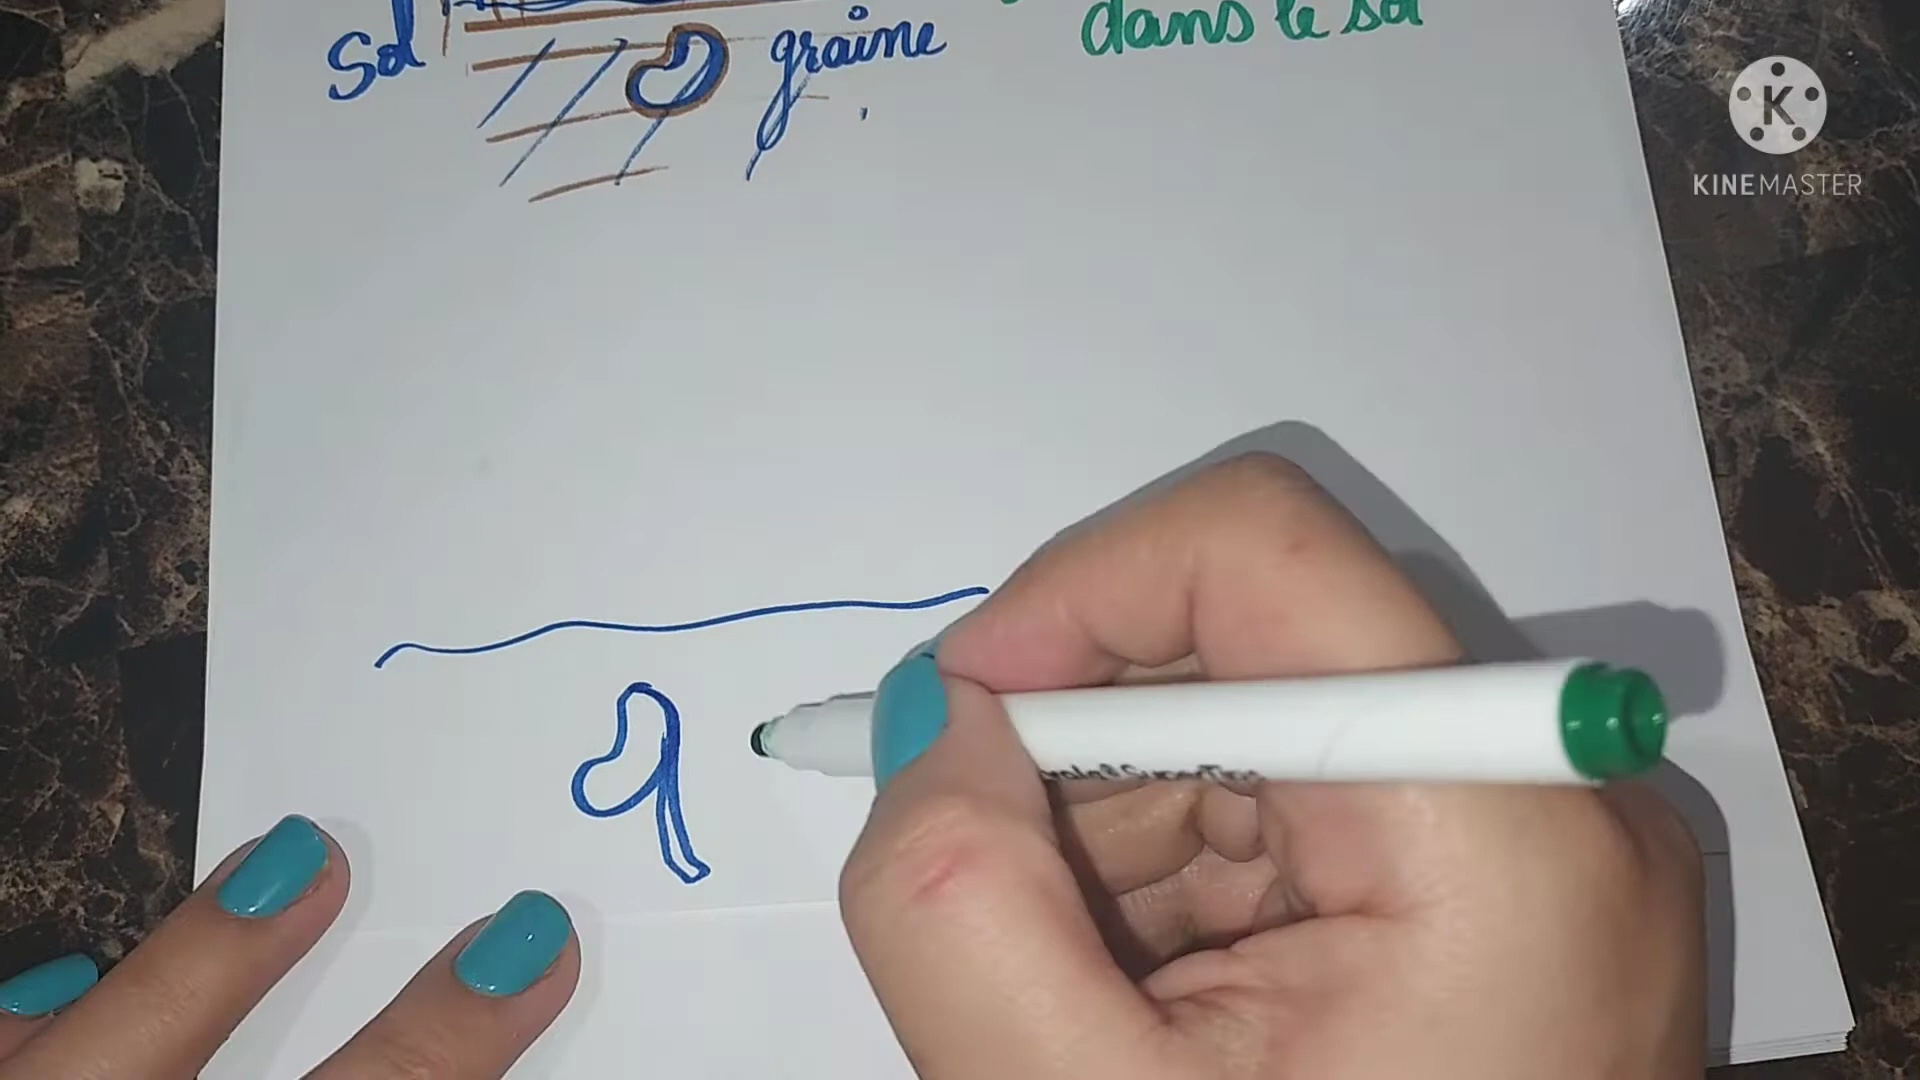 dans le sol
Sol
graine
K
KINEMASTER